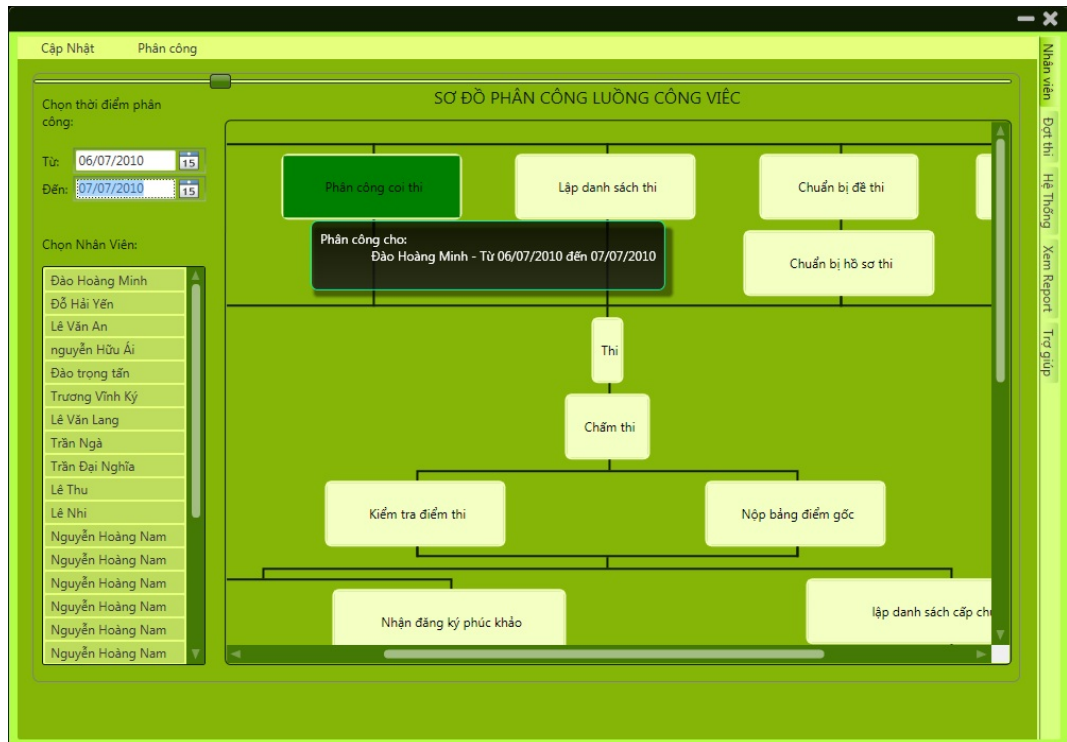 Cập Nhật
Phân công
SƠ ĐỒ PHÂN CÔNG LUỒNG CÔNG VIÊC
Chọn thời điểm phân
công:
Từ: 06/07/2010 15
Đến: 07/07/2010 15
Chọn Nhân Viên:
Đào Hoàng Minh
Đỗ Hải Yến
Lê Văn An
nguyễn Hữu Ái
Đào trọng tấn
Trương Vĩnh Ký
Lê Văn Lang
Trần Ngà
Trần Đại Nghĩa
Lê Thu
Lê Nhi
Nguyễn Hoàng Nam
Nguyễn Hoàng Nam
Nguyễn Hoàng Nam
Nguyễn Hoàng Nam
Nguyễn Hoàng Nam
Nguyễn Hoàng Nam
Phân công coi thi
Lập danh sách thi
Chuẩn bị đề thi
Phân công cho:
Đào Hoàng Minh - Từ 06/07/2010 đến 07/07/2010
Chuẩn bị hồ sơ thi
Thi
Chấm thi
Kiểm tra điểm thi
Nộp bảng điểm gốc
Nhận đăng ký phúc khảo
lập danh sách cấp
Nhân viên
Đợt thi
Hệ Thống
Xem Report
Trợ giúp